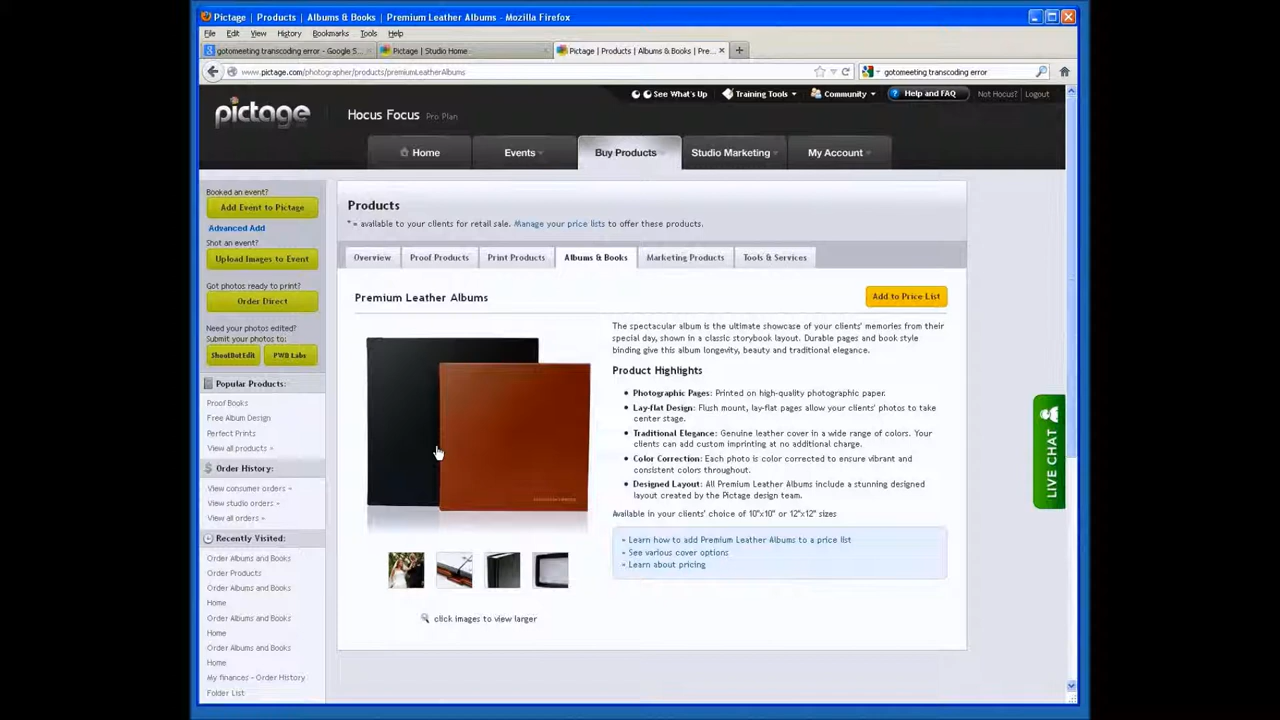 Pictage | Products | Albums & Books | Premium Leather Albums - Mozilla Firefox
File Edit View History Bookmarks Tools Help
gotomeeting transcoding error - Google S...
Pictage | Studio Home
Pictage | Products | Albums & Books | Pre...
www.pictage.com/photographer/products/premiumLeatherAlbums
gotomeeting transcoding error
See What's Up
Training Tools
Community
Help and FAQ
Not Hocus?
Logout
pictage
Hocus Focus Pro Plan
Home
Events
Buy Products
Studio Marketing
My Account
Booked an event?
Add Event to Pictage
Advanced Add
Shot an event?
Upload Images to Event
Got photos ready to print?
Order Direct
Need your photos edited?
Submit your photos to:
ShootDotEdit
PWD Labs
Popular Products:
Proof Books
Free Album Design
Perfect Prints
View all products »
Order History:
View consumer orders »
View studio orders »
View all orders »
Recently Visited:
Order Albums and Books
Order Products
Order Albums and Books
Home
Order Albums and Books
Home
Order Albums and Books
Home
My finances - Order History
Folder List
Products
* = available to your clients for retail sale. Manage your price lists to offer these products.
Overview
Proof Products
Print Products
Albums & Books
Marketing Products
Tools & Services
Premium Leather Albums
Add to Price List
The spectacular album is the ultimate showcase of your clients' memories from their
special day, shown in a classic storybook layout. Durable pages and book style
binding give this album longevity, beauty and traditional elegance.
Product Highlights
• Photographic Pages: Printed on high-quality photographic paper.
• Lay-flat Design: Flush mount, lay-flat pages allow your clients' photos to take
center stage.
• Traditional Elegance: Genuine leather cover in a wide range of colors. Your
clients can add custom imprinting at no additional charge.
• Color Correction: Each photo is color corrected to ensure vibrant and
consistent colors throughout.
• Designed Layout: All Premium Leather Albums include a stunning designed
layout created by the Pictage design team.
Available in your clients' choice of 10"x10" or 12"x12" sizes
» Learn how to add Premium Leather Albums to a price list
» See various cover options
» Learn about pricing
click images to view larger
LIVE CHAT